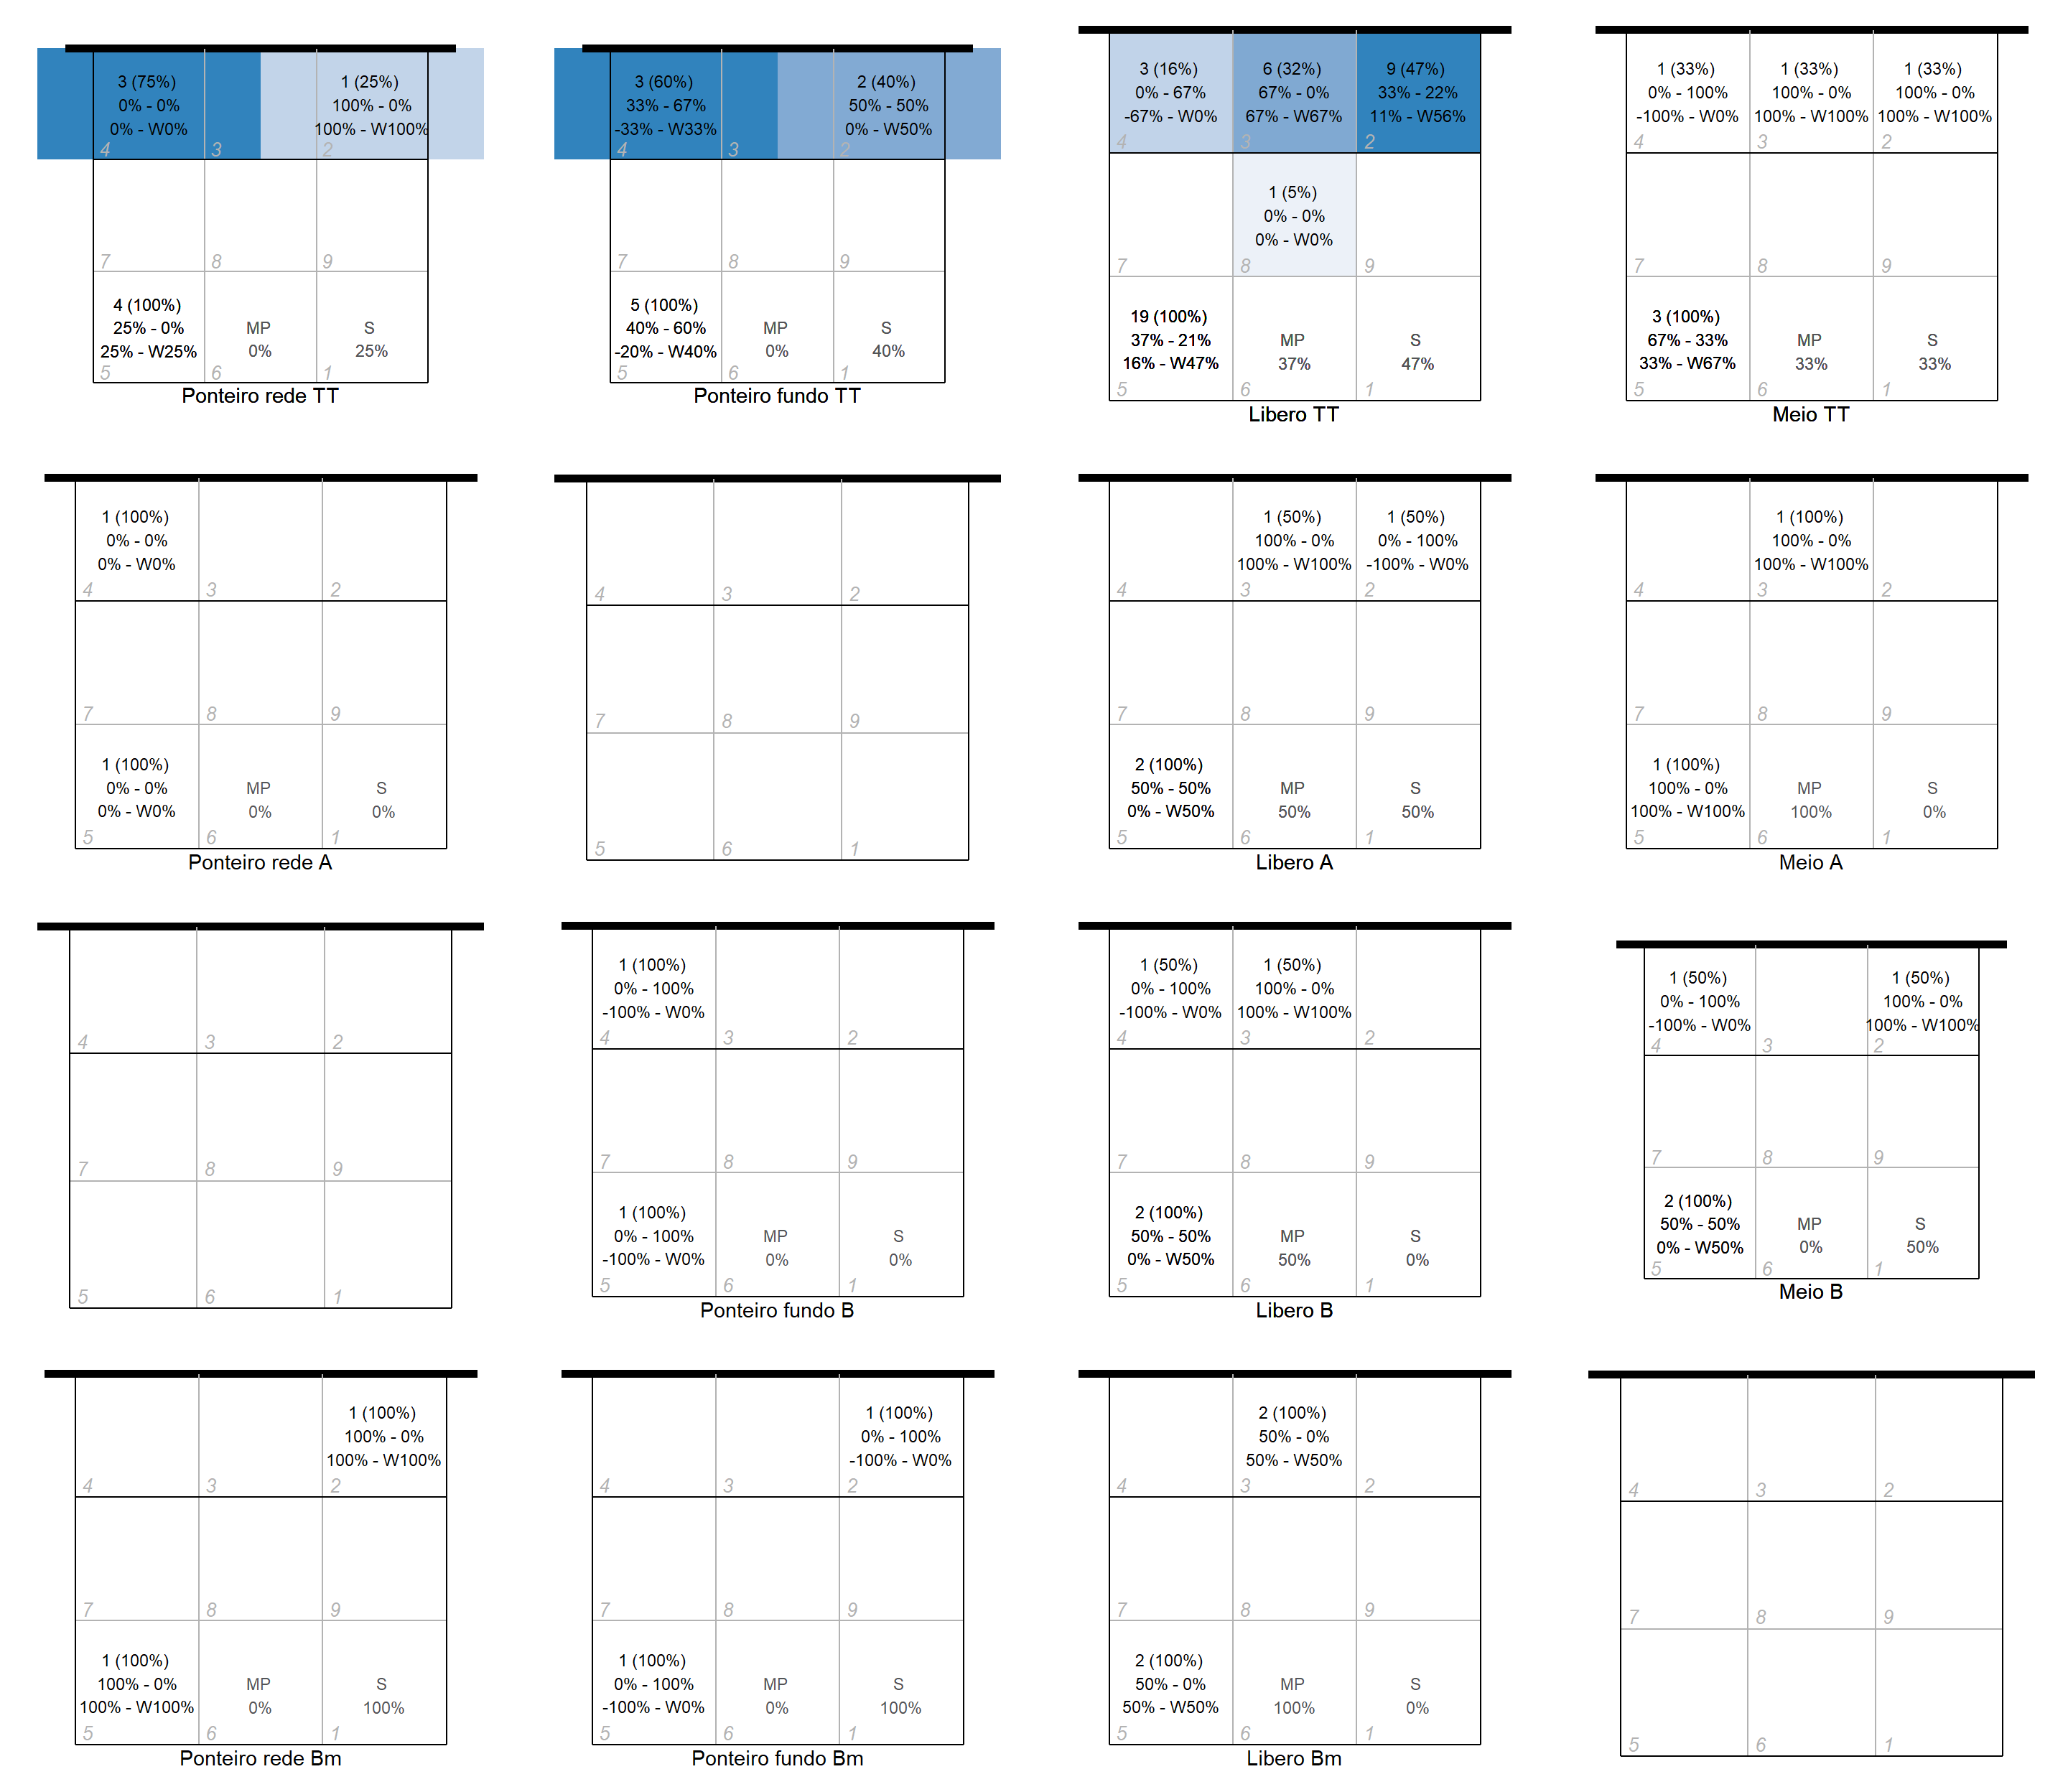 3 (75%)
0% - 0%
0% - W0%
1 (25%)
100% - 0%
100% - W100%
4
3
2
7
8
9
4 (100%)
25% - 0%
25% - W25%
MP
0%
S
25%
5
6
1
Ponteiro rede TT
3 (60%)
33% - 67%
-33% - W33%
2 (40%)
50% - 50%
0% - W50%
4
3
2
7
8
9
5 (100%)
40% - 60%
-20% - W40%
MP
0%
S
40%
5
6
1
Ponteiro fundo TT
3 (16%)
0% - 67%
-67% - W0%
6 (32%)
67% - 0%
67% - W67%
9 (47%)
33% - 22%
11% - W56%
4
3
2
1 (5%)
0% - 0%
0% - W0%
7
8
9
19 (100%)
37% - 21%
16% - W47%
MP
37%
S
47%
5
6
1
Libero TT
1 (33%)
0% - 100%
-100% - W0%
1 (33%)
100% - 0%
100% - W100%
1 (33%)
100% - 0%
100% - W100%
4
3
2
7
8
9
3 (100%)
67% - 33%
33% - W67%
MP
33%
S
33%
5
6
1
Meio TT
1 (100%)
0% - 0%
0% - W0%
4
3
2
7
8
9
1 (100%)
0% - 0%
0% - W0%
MP
0%
S
0%
5
6
1
Ponteiro rede A
4
3
2
7
8
9
5
6
1
1 (50%)
100% - 0%
100% - W100%
1 (50%)
0% - 100%
-100% - W0%
4
3
2
7
8
9
2 (100%)
50% - 50%
0% - W50%
MP
50%
S
50%
5
6
1
Libero A
1 (100%)
100% - 0%
100% - W100%
4
3
2
7
8
9
1 (100%)
100% - 0%
100% - W100%
MP
100%
S
0%
5
6
1
Meio A
4
3
2
7
8
9
5
6
1
1 (100%)
0% - 100%
-100% - W0%
4
3
2
7
8
9
1 (100%)
0% - 100%
-100% - W0%
MP
0%
S
0%
5
6
1
Ponteiro fundo B
1 (50%)
0% - 100%
-100% - W0%
1 (50%)
100% - 0%
100% - W100%
4
3
2
7
8
9
2 (100%)
50% - 50%
0% - W50%
MP
50%
S
0%
5
6
1
Libero B
1 (50%)
0% - 100%
-100% - W0%
1 (50%)
100% - 0%
100% - W100%
4
3
2
7
8
9
2 (100%)
50% - 50%
0% - W50%
MP
0%
S
50%
5
6
1
Meio B
1 (100%)
100% - 0%
100% - W100%
4
3
2
7
8
9
1 (100%)
100% - 0%
100% - W100%
MP
0%
S
100%
5
6
1
Ponteiro rede Bm
1 (100%)
0% - 100%
-100% - W0%
4
3
2
7
8
9
1 (100%)
0% - 100%
-100% - W0%
MP
0%
S
100%
5
6
1
Ponteiro fundo Bm
2 (100%)
50% - 0%
50% - W50%
4
3
2
7
8
9
2 (100%)
50% - 0%
50% - W50%
MP
100%
S
0%
5
6
1
Libero Bm
4
3
2
7
8
9
5
6
1